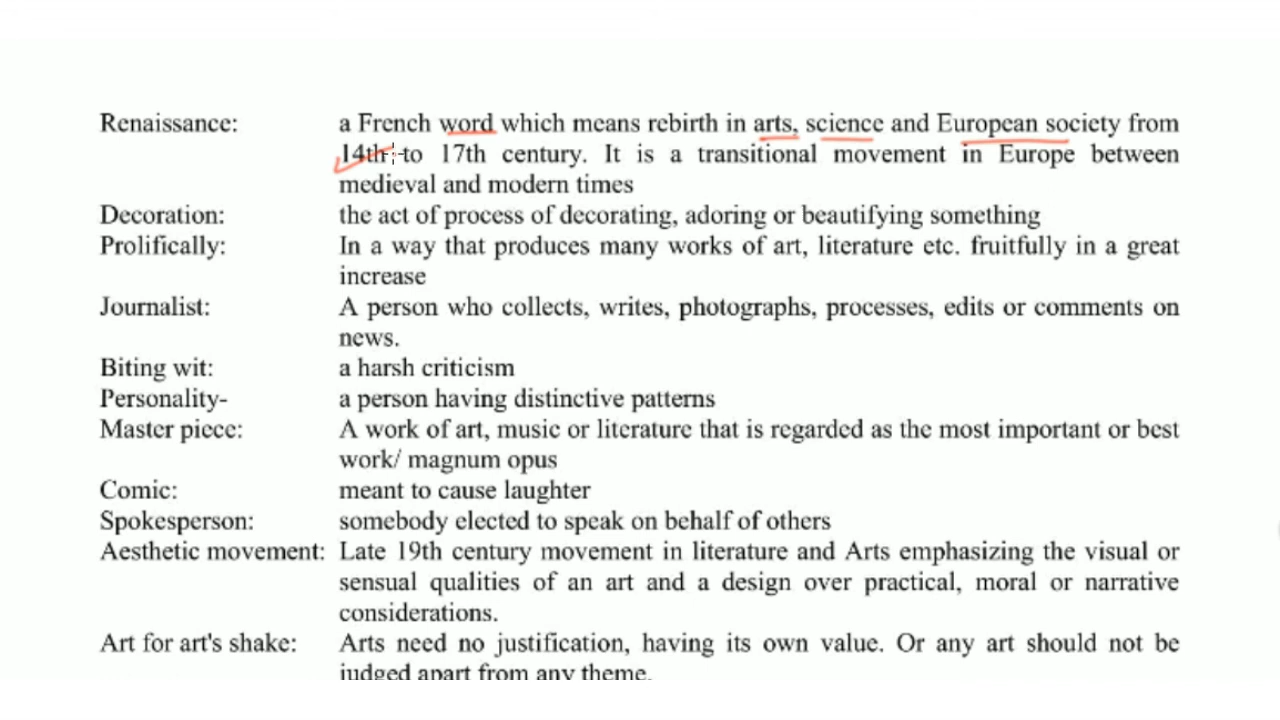 Renaissance: a French word which means rebirth in arts, science and European society from
14th to 17th century. It is a transitional movement in Europe between
medieval and modern times
Decoration: the act of process of decorating, adoring or beautifying something
Prolifically: In a way that produces many works of art, literature etc. fruitfully in a great
increase
Journalist: A person who collects, writes, photographs, processes, edits or comments on
news.
Biting wit: a harsh criticism
Personality- a person having distinctive patterns
Master piece: A work of art, music or literature that is regarded as the most important or best
work/ magnum opus
Comic: meant to cause laughter
Spokesperson: somebody elected to speak on behalf of others
Aesthetic movement: Late 19th century movement in literature and Arts emphasizing the visual or
sensual qualities of an art and a design over practical, moral or narrative
considerations.
Art for art's shake: Arts need no justification, having its own value. Or any art should not be
judged apart from any theme.